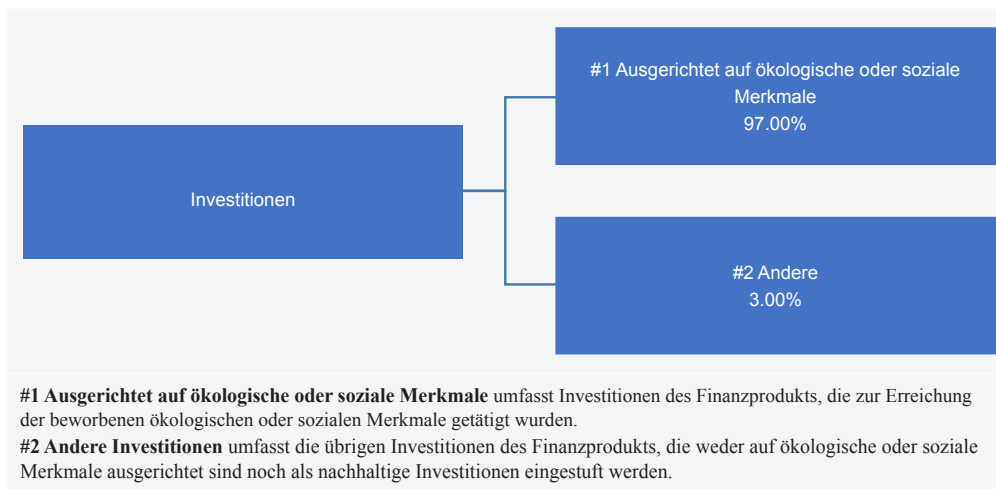 #1 Ausgerichtet auf ökologische oder soziale
Merkmale
97.00%
Investitionen
#2 Andere
3.00%
#1 Ausgerichtet auf ökologische oder soziale Merkmale umfasst Investitionen des Finanzprodukts, die zur Erreichung
der beworbenen ökologischen oder sozialen Merkmale getätigt wurden.
#2 Andere Investitionen umfasst die übrigen Investitionen des Finanzprodukts, die weder auf ökologische oder soziale
Merkmale ausgerichtet sind noch als nachhaltige Investitionen eingestuft werden.